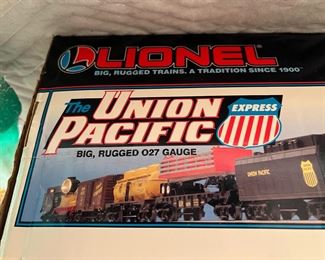 LIONEL
BIG, RUGGED TRAINS. A TRADITION SINCE 1900
The
UNION
PACIFIC
EXPRESS
BIG, RUGGED O27 GAUGE
UNION PACIFIC